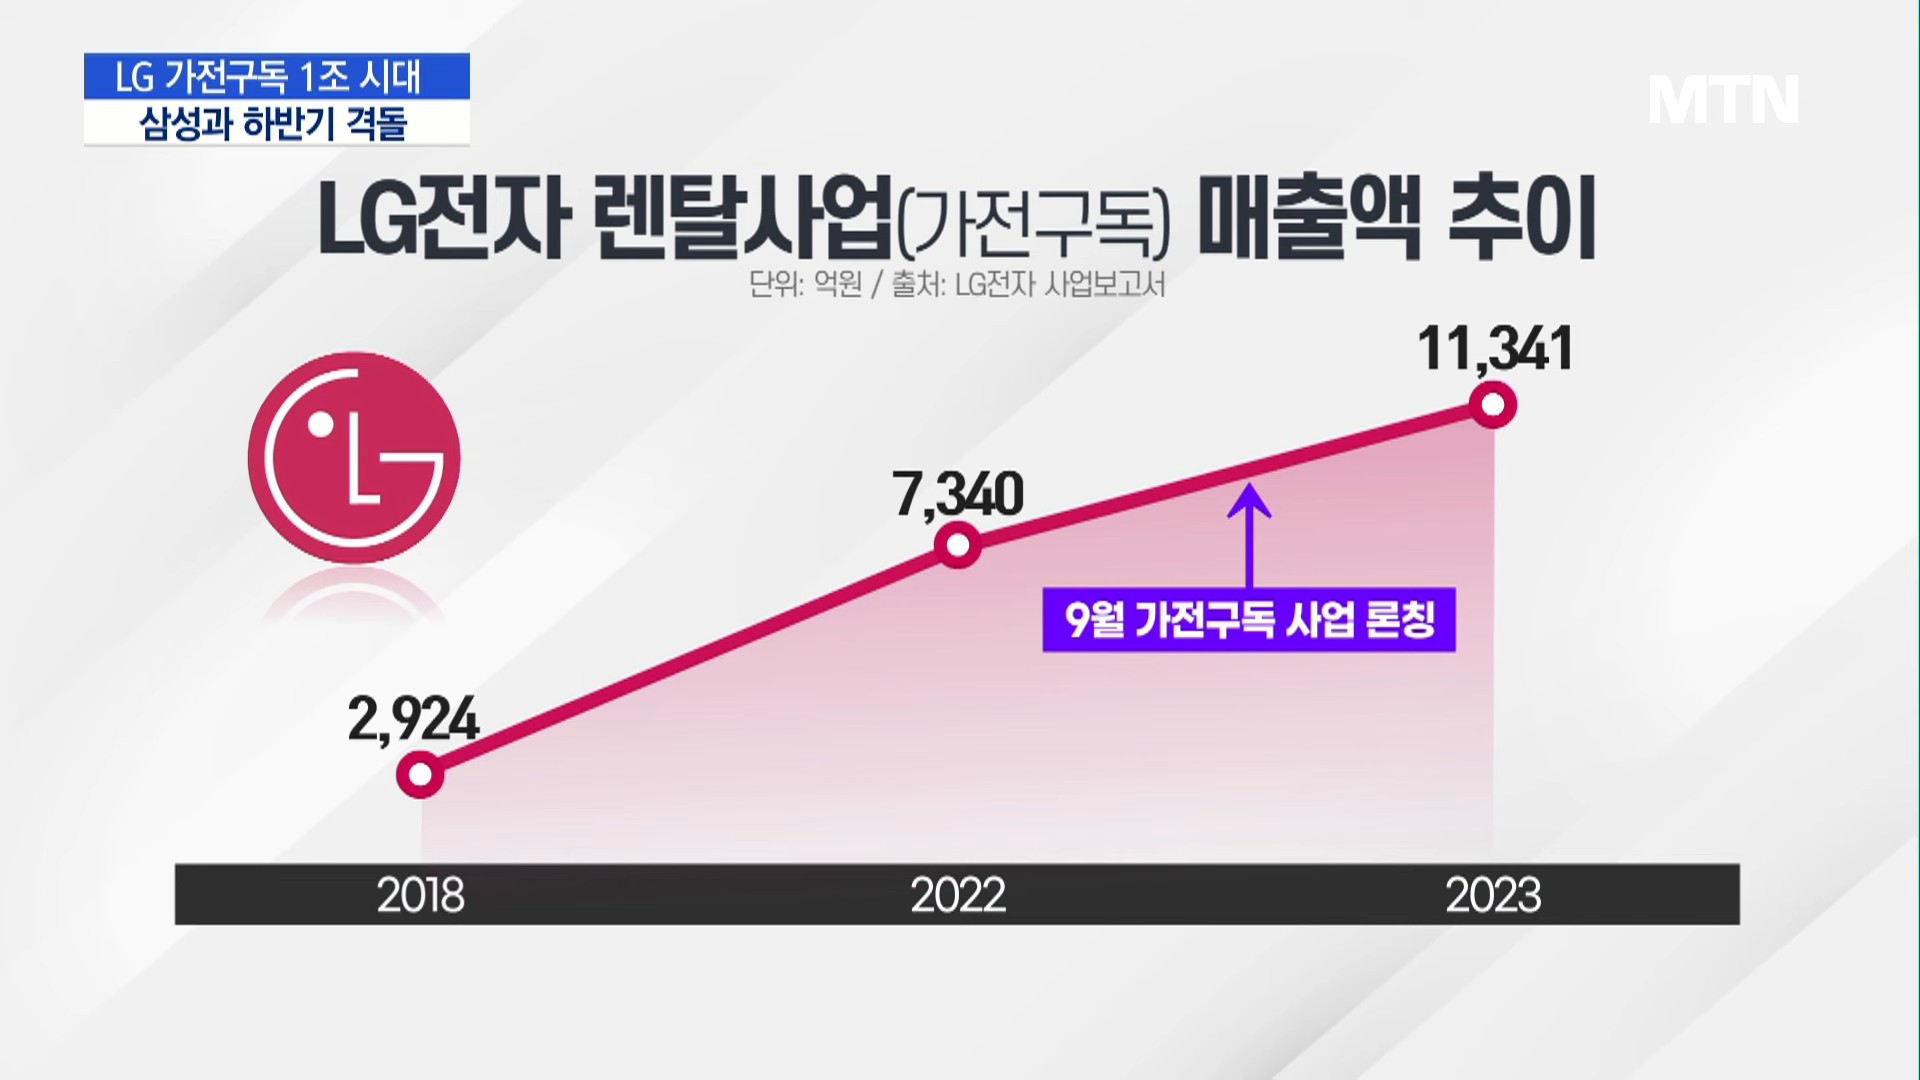 LG 가전구독 1조 시대
삼성과 하반기 격돌
MTN
LG전자 렌탈사업(가전구독) 매출액 추이
단위: 억원 / 출처: LG전자 사업보고서
11,341
7,340
9월 가전구독 사업 론칭
2,924
2018 2022 2023